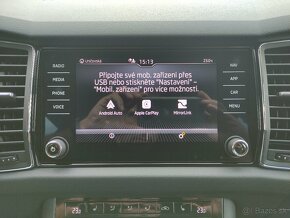 15:13
RADIO
MEDIA
PHONE
VOICE
NAV
APP
CAR
MENU
Připojte své mob. zařízení přes
USB nebo stiskněte "Nastavení" –
"Mobil. zařízení" pro více možností.
Android Auto
Apple CarPlay
MirrorLink